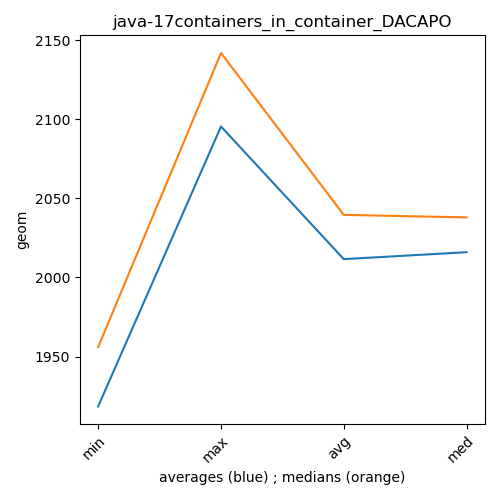 java-17containers_in_container_DACAPO
2150
2100
2050
2000
1950
geom
min
max
avg
med
averages (blue) ; medians (orange)